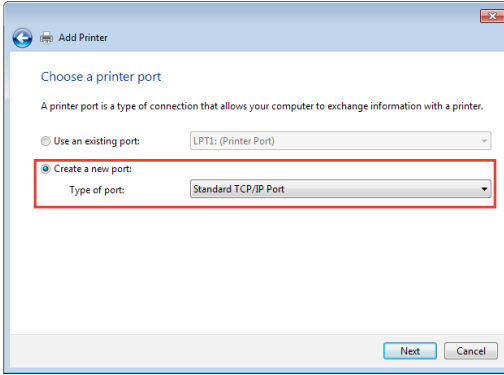 Add Printer
Choose a printer port
A printer port is a type of connection that allows your computer to exchange information with a printer.
Use an existing port:
LPT1: (Printer Port)
Create a new port:
Type of port:
Standard TCP/IP Port
Next
Cancel